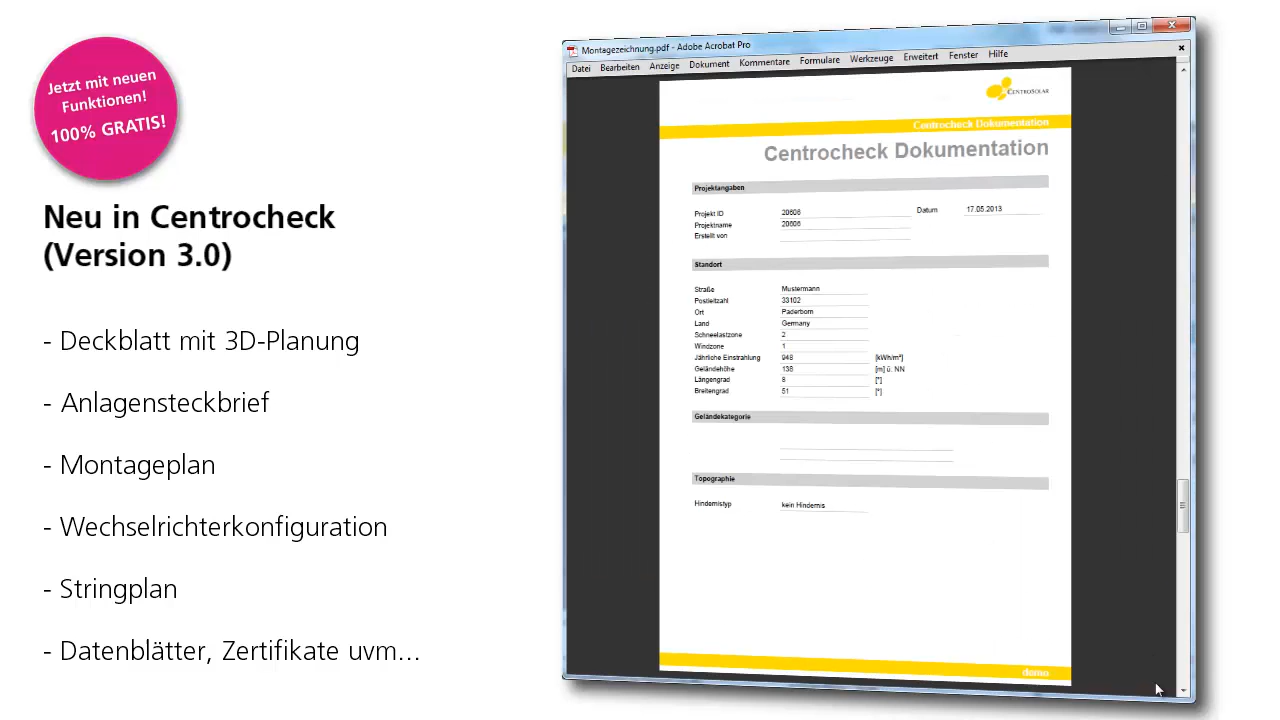 Jetzt mit neuen
Funktionen!
100% GRATIS!
Neu in Centrocheck
(Version 3.0)
- Deckblatt mit 3D-Planung
- Anlagensteckbrief
- Montageplan
- Wechselrichterkonfiguration
- Stringplan
- Datenblätter, Zertifikate uvm...
Montagezeichnung.pdf - Adobe Acrobat Pro
Datei Bearbeiten Anzeige Dokument Kommentare Formulare Werkzeuge Erweitert Fenster Hilfe
CENTROSOLAR
Centrocheck Dokumentation
Centrocheck Dokumentation
Projektangaben
Projekt ID 20606 Datum 17.05.2013
Projektname 20606
Erstellt von
Standort
Straße Mustermann
Postleitzahl 33102
Ort Paderborn
Land Germany
Schneelastzone 2
Windzone 1
Jährliche Einstrahlung 948 [kWh/m²]
Geländehöhe 138 [m] ü. NN
Längengrad 8 [°]
Breitengrad 51 [°]
Geländekategorie
Topographie
Hindernistyp kein Hindernis
demo